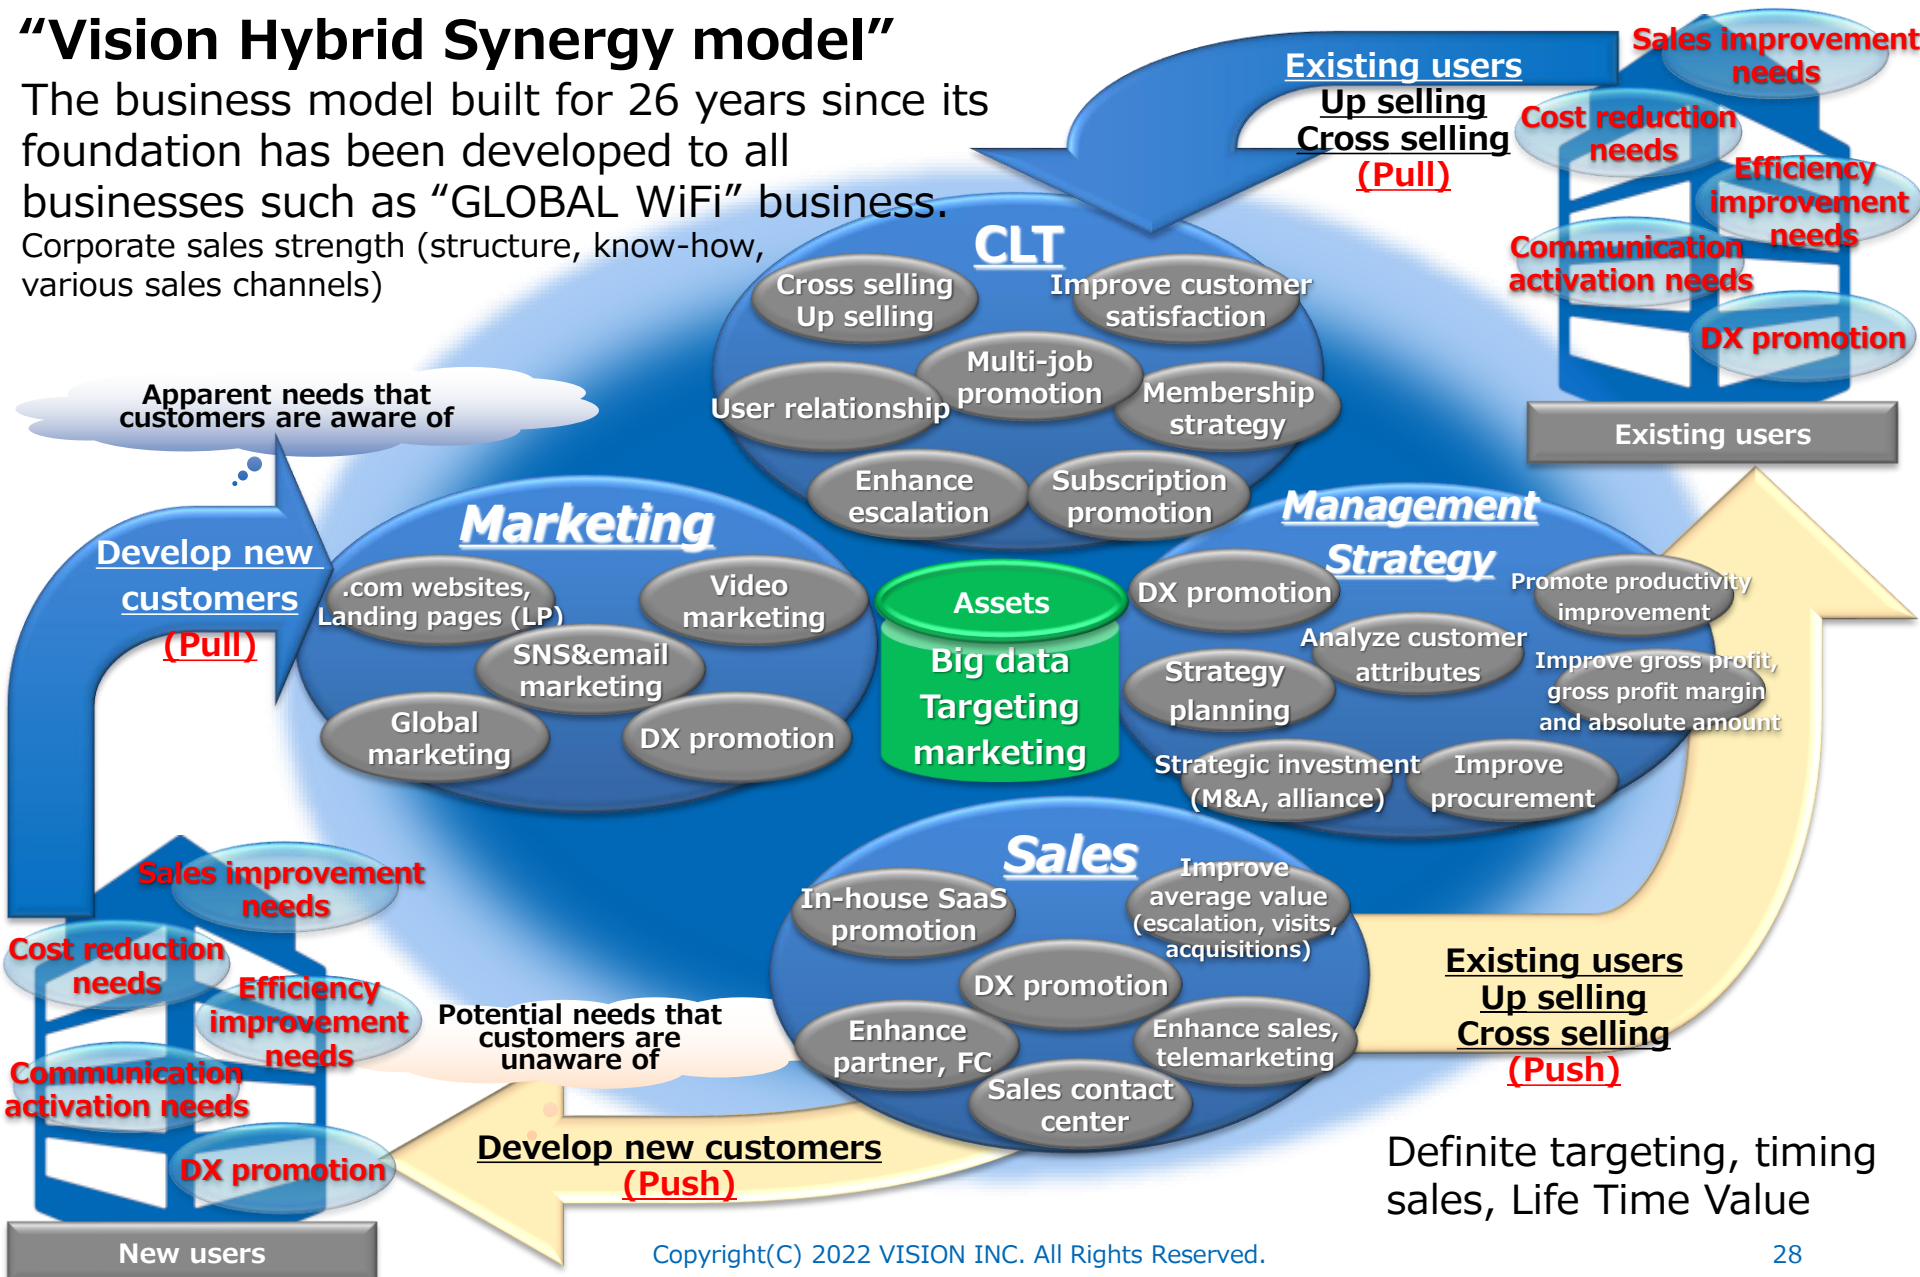 “Vision Hybrid Synergy model”
The business model built for 26 years since its
foundation has been developed to all
businesses such as “GLOBAL WiFi” business.
Corporate sales strength (structure, know-how,
various sales channels)
Existing users
Up selling
Cross selling
(Pull)
Sales improvement
needs
Cost reduction
needs
Efficiency
improvement
needs
Communication
activation needs
DX promotion
Existing users
CLT
Cross selling
Up selling
Improve customer
satisfaction
Multi-job
promotion
User relationship
Membership
strategy
Enhance
escalation
Subscription
promotion
Apparent needs that
customers are aware of
Develop new
customers
(Pull)
Marketing
.com websites,
Landing pages (LP)
Video
marketing
SNS&email
marketing
Global
marketing
DX promotion
Assets
Big data
Targeting
marketing
Management
Strategy
DX promotion
Promote productivity
improvement
Analyze customer
attributes
Strategy
planning
Improve gross profit,
gross profit margin
and absolute amount
Strategic investment
(M&A, alliance)
Improve
procurement
Sales
In-house SaaS
promotion
Improve
average value
(escalation, visits,
acquisitions)
DX promotion
Enhance
partner, FC
Enhance sales,
telemarketing
Sales contact
center
Existing users
Up selling
Cross selling
(Push)
Sales improvement
needs
Cost reduction
needs
Efficiency
improvement
needs
Communication
activation needs
DX promotion
New users
Potential needs that
customers are
unaware of
Develop new customers
(Push)
Definite targeting, timing
sales, Life Time Value
Copyright(C) 2022 VISION INC. All Rights Reserved.
28